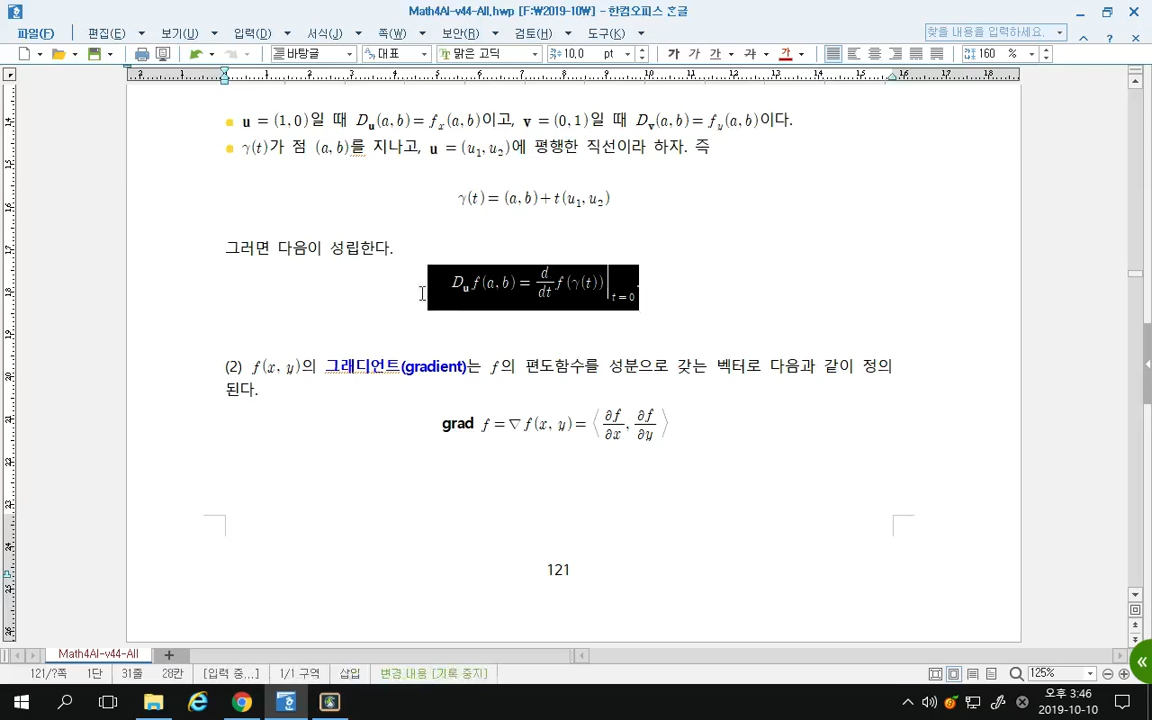 Math4AI-v44-All.hwp [F:\2019-10\] - 한컴오피스 한글
파일(F) 편집(E) 보기(U) 입력(D) 서식(J) 쪽(W) 보안(R) 검토(H) 도구(K) 찾을 내용을 입력하세요.
바탕글 대표 맑은 고딕 10.0 pt 가 가 가 가 가 160 %
u = (1, 0)일 때 D_u(a, b) = f_x(a, b)이고, v = (0, 1)일 때 D_v(a, b) = f_y(a, b)이다.
γ(t)가 점 (a, b)를 지나고, u = (u₁, u₂)에 평행한 직선이라 하자. 즉
γ(t) = (a, b) + t(u₁, u₂)
그러면 다음이 성립한다.
D_u f(a, b) = d/dt f(γ(t))|_{t=0}.
(2) f(x, y)의 그래디언트(gradient)는 f의 편도함수를 성분으로 갖는 벡터로 다음과 같이 정의
된다.
grad f = ∇f(x, y) = ⟨∂f/∂x, ∂f/∂y⟩
121
Math4AI-v44-All
121/?쪽 1단 31줄 28칸 [입력 중...] 1/1 구역 삽입 변경 내용 [기록 중지] 125%
오후 3:46
2019-10-10